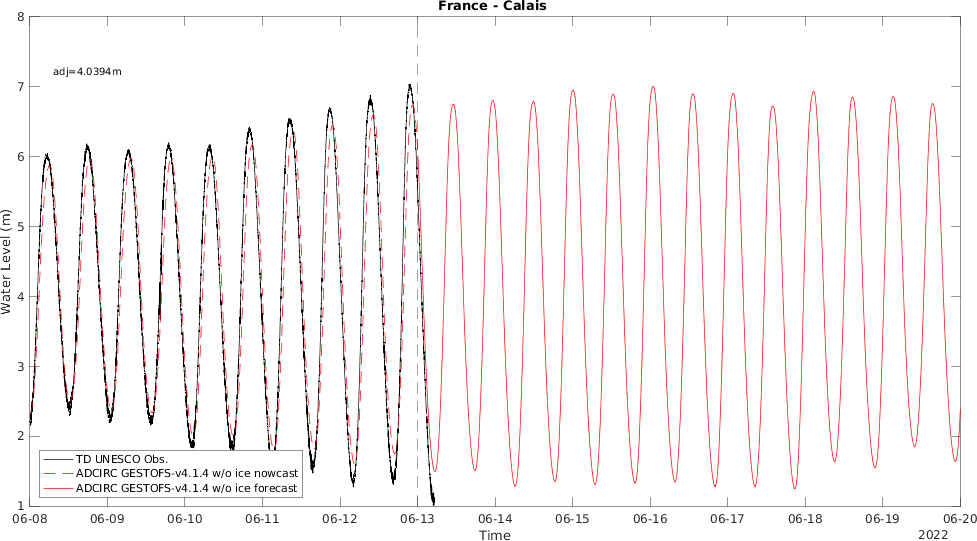 France - Calais
8
adj=4.0394m
7
6
5
4
3
2
1
Water Level (m)
TD UNESCO Obs.
ADCIRC GESTOFS-v4.1.4 w/o ice nowcast
ADCIRC GESTOFS-v4.1.4 w/o ice forecast
06-08 06-09 06-10 06-11 06-12 06-13 06-14 06-15 06-16 06-17 06-18 06-19 06-20
Time
2022